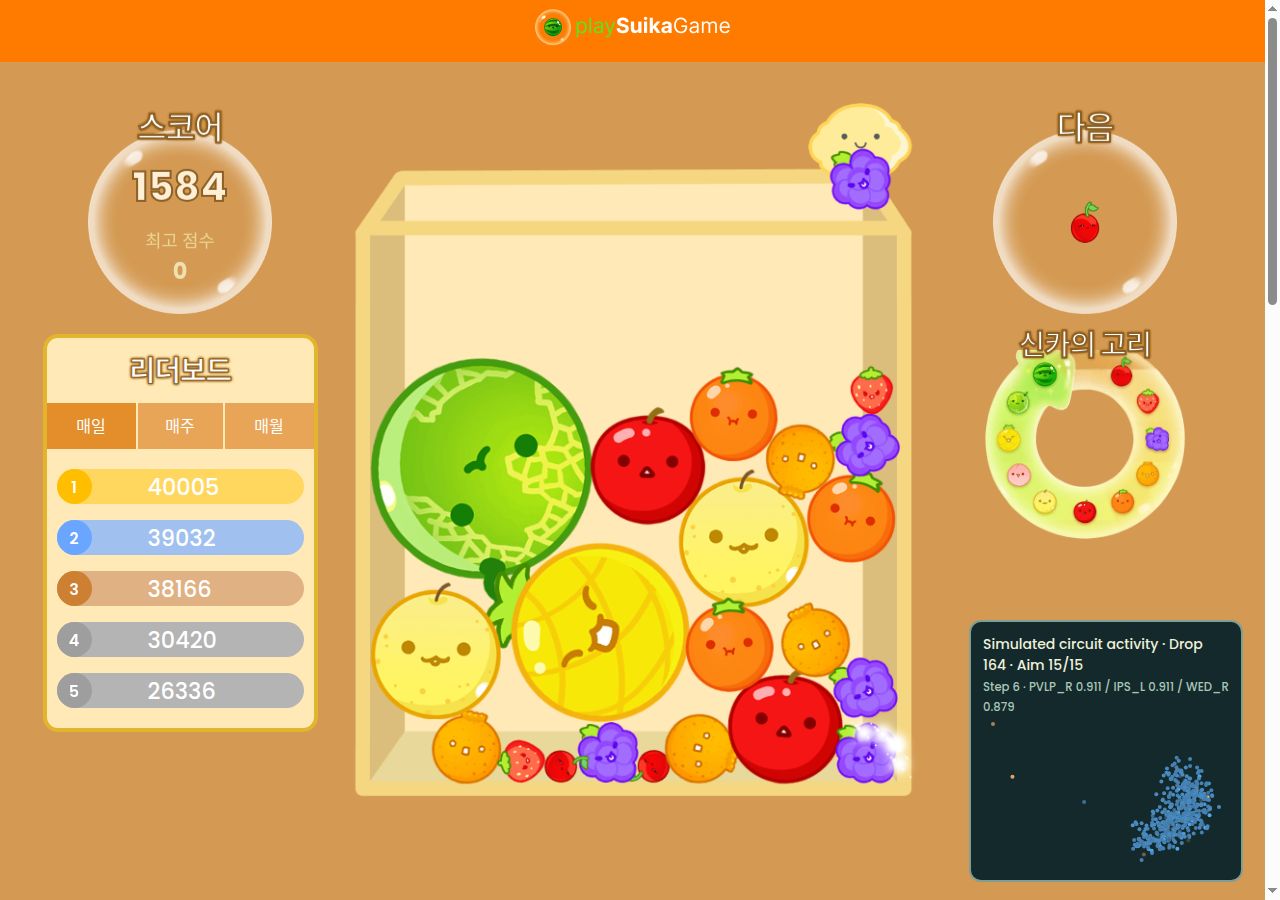 playSuikaGame
스코어
1584
최고 점수
0
리더보드
매일 매주 매월
1 40005
2 39032
3 38166
4 30420
5 26336
다음
신카의 고리
Simulated circuit activity · Drop
164 · Aim 15/15
Step 6 · PVLP_R 0.911 / IPS_L 0.911 / WED_R
0.879